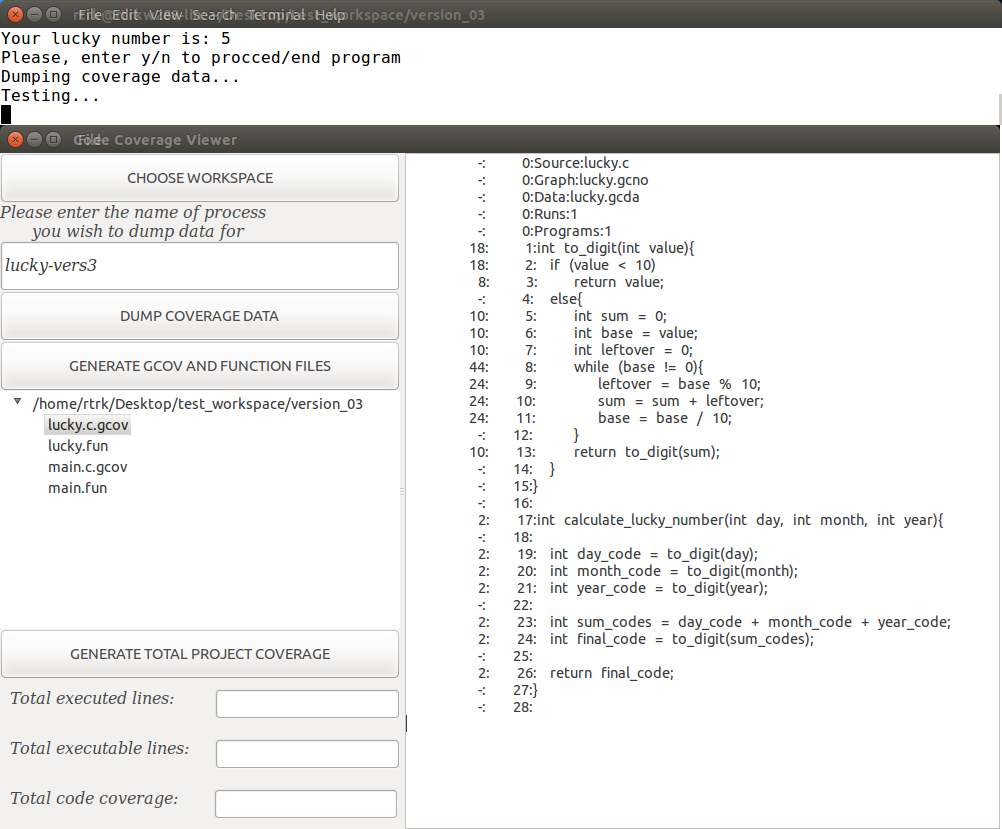 File Edit View Search Terminal Help
Your lucky number is: 5
Please, enter y/n to procced/end program
Dumping coverage data...
Testing...
Code Coverage Viewer
CHOOSE WORKSPACE
Please enter the name of process
you wish to dump data for
lucky-vers3
DUMP COVERAGE DATA
GENERATE GCOV AND FUNCTION FILES
/home/rtrk/Desktop/test_workspace/version_03
lucky.c.gcov
lucky.fun
main.c.gcov
main.fun
GENERATE TOTAL PROJECT COVERAGE
Total executed lines:
Total executable lines:
Total code coverage:
-: 0:Source:lucky.c
-: 0:Graph:lucky.gcno
-: 0:Data:lucky.gcda
-: 0:Runs:1
-: 0:Programs:1
18: 1:int to_digit(int value){
18: 2: if (value < 10)
8: 3: return value;
-: 4: else{
10: 5: int sum = 0;
10: 6: int base = value;
10: 7: int leftover = 0;
44: 8: while (base != 0){
24: 9: leftover = base % 10;
24: 10: sum = sum + leftover;
24: 11: base = base / 10;
-: 12: }
10: 13: return to_digit(sum);
-: 14: }
-: 15:}
-: 16:
2: 17:int calculate_lucky_number(int day, int month, int year){
-: 18:
2: 19: int day_code = to_digit(day);
2: 20: int month_code = to_digit(month);
2: 21: int year_code = to_digit(year);
-: 22:
2: 23: int sum_codes = day_code + month_code + year_code;
2: 24: int final_code = to_digit(sum_codes);
-: 25:
2: 26: return final_code;
-: 27:}
-: 28: